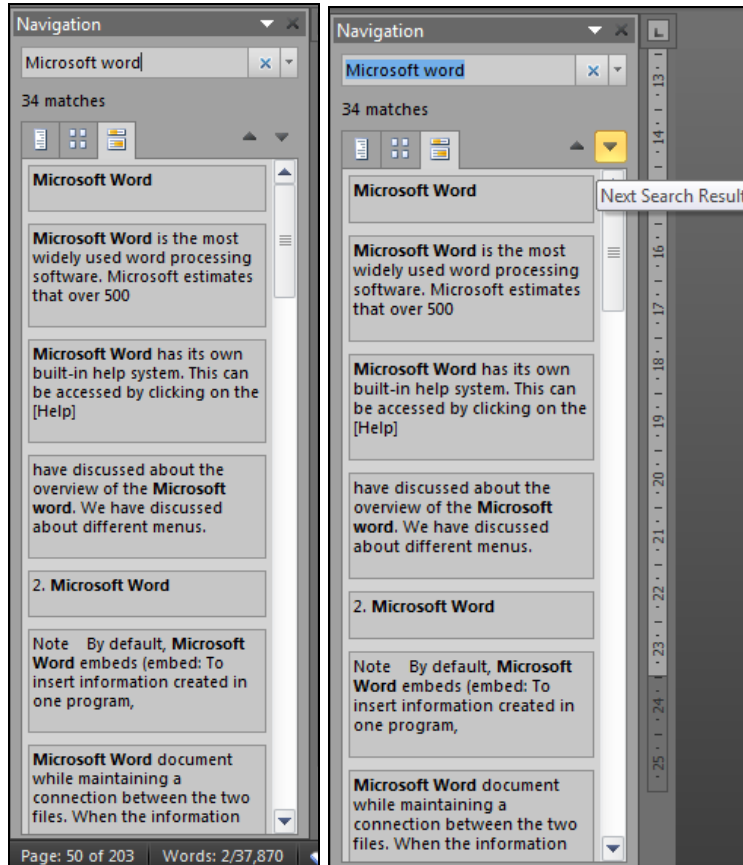 Navigation
Microsoft word
34 matches
Microsoft Word
Microsoft Word is the most
widely used word processing
software. Microsoft estimates
that over 500
Microsoft Word has its own
built-in help system. This can
be accessed by clicking on the
[Help]
have discussed about the
overview of the Microsoft
word. We have discussed
about different menus.
2. Microsoft Word
Note By default, Microsoft
Word embeds (embed: To
insert information created in
one program,
Microsoft Word document
while maintaining a
connection between the two
files. When the information
Page: 50 of 203 Words: 2/37,870
Navigation
Microsoft word
34 matches
Next Search Result
Microsoft Word
Microsoft Word is the most
widely used word processing
software. Microsoft estimates
that over 500
Microsoft Word has its own
built-in help system. This can
be accessed by clicking on the
[Help]
have discussed about the
overview of the Microsoft
word. We have discussed
about different menus.
2. Microsoft Word
Note By default, Microsoft
Word embeds (embed: To
insert information created in
one program,
Microsoft Word document
while maintaining a
connection between the two
files. When the information
L
13
14
16
17
18
19
20
21
22
23
24
25